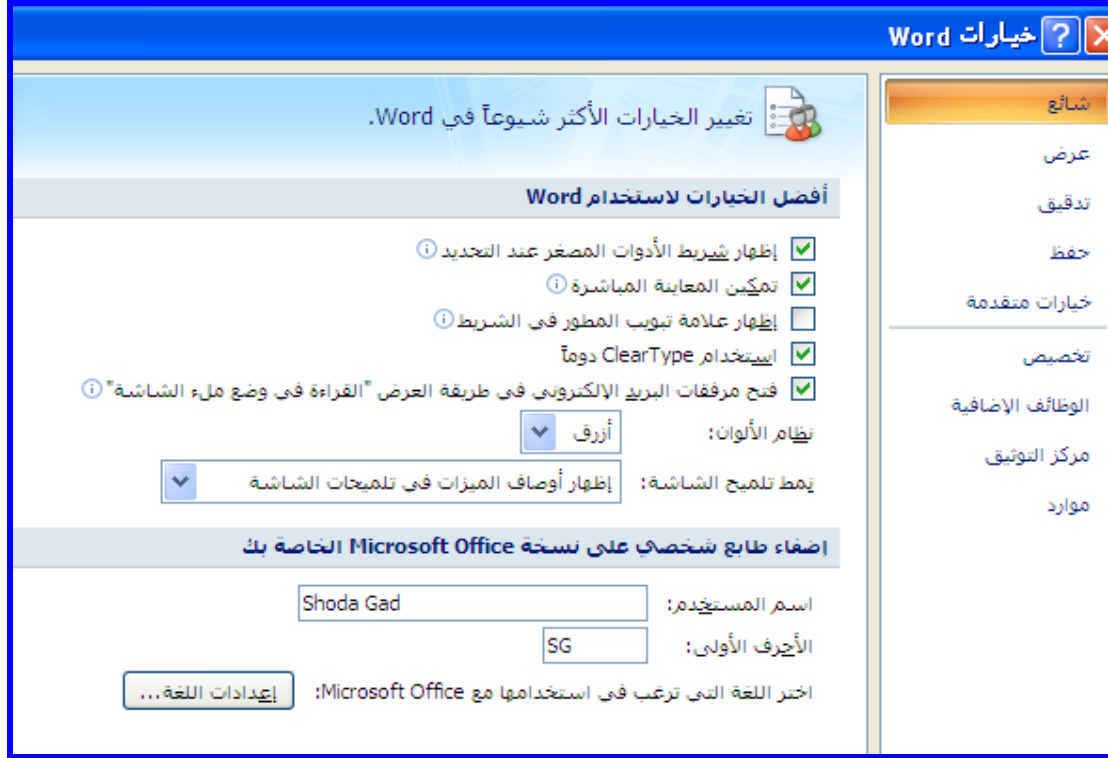 خيارات Word
شائع
عرض
تدقيق
حفظ
خيارات متقدمة
تخصيص
الوظائف الإضافية
مركز التوثيق
موارد
تغيير الخيارات الأكثر شيوعاً في Word.
أفضل الخيارات لاستخدام Word
إظهار شريط الأدوات المصغر عند التحديد
تمكين المعاينة المباشرة
إظهار علامة تبويب المطور في الشريط
استخدام ClearType دوماً
فتح مرفقات البريد الإلكتروني في طريقة العرض "القراءة في وضع ملء الشاشة"
نظام الألوان: أزرق
نمط تلميح الشاشة: إظهار أوصاف الميزات في تلميحات الشاشة
إضفاء طابع شخصي على نسخة Microsoft Office الخاصة بك
اسم المستخدم: Shoda Gad
الأحرف الأولى: SG
اختر اللغة التي ترغب في استخدامها مع Microsoft Office: إعدادات اللغة...